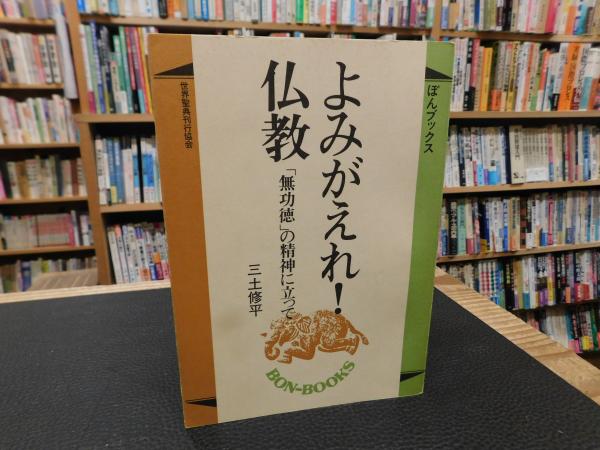 ぼんブックス
よみがえれ!
仏教
「無功徳」の精神に立って
三土修平
世界聖典刊行協会
BON-BOOKS